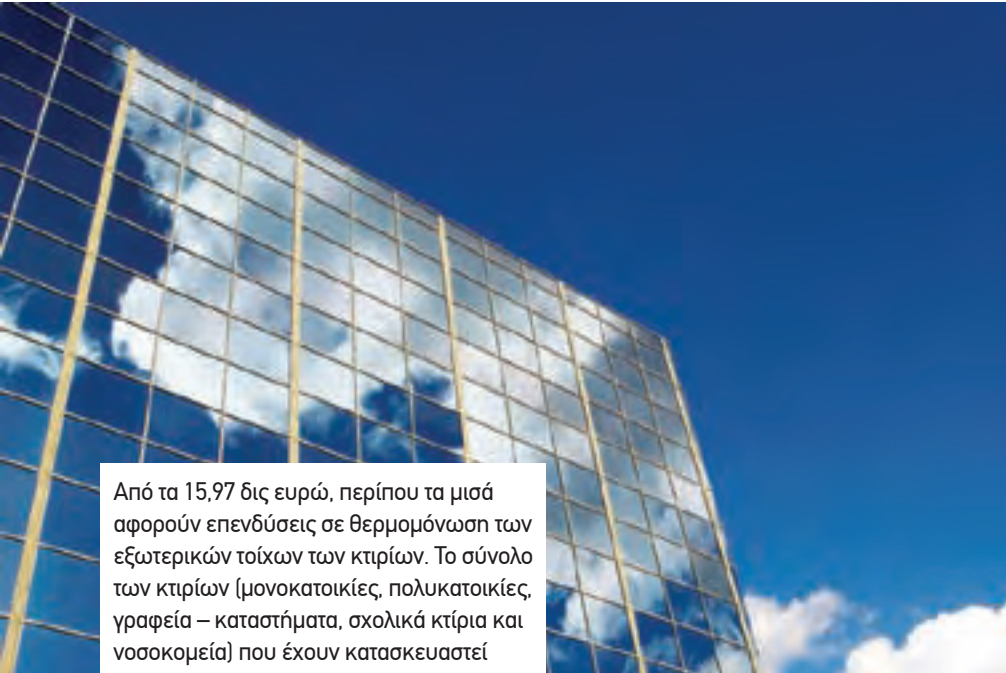 Από τα 15,97 δις ευρώ, περίπου τα μισά
αφορούν επενδύσεις σε θερμομόνωση των
εξωτερικών τοίχων των κτιρίων. Το σύνολο
των κτιρίων (μονοκατοικίες, πολυκατοικίες,
γραφεία – καταστήματα, σχολικά κτίρια και
νοσοκομεία) που έχουν κατασκευαστεί